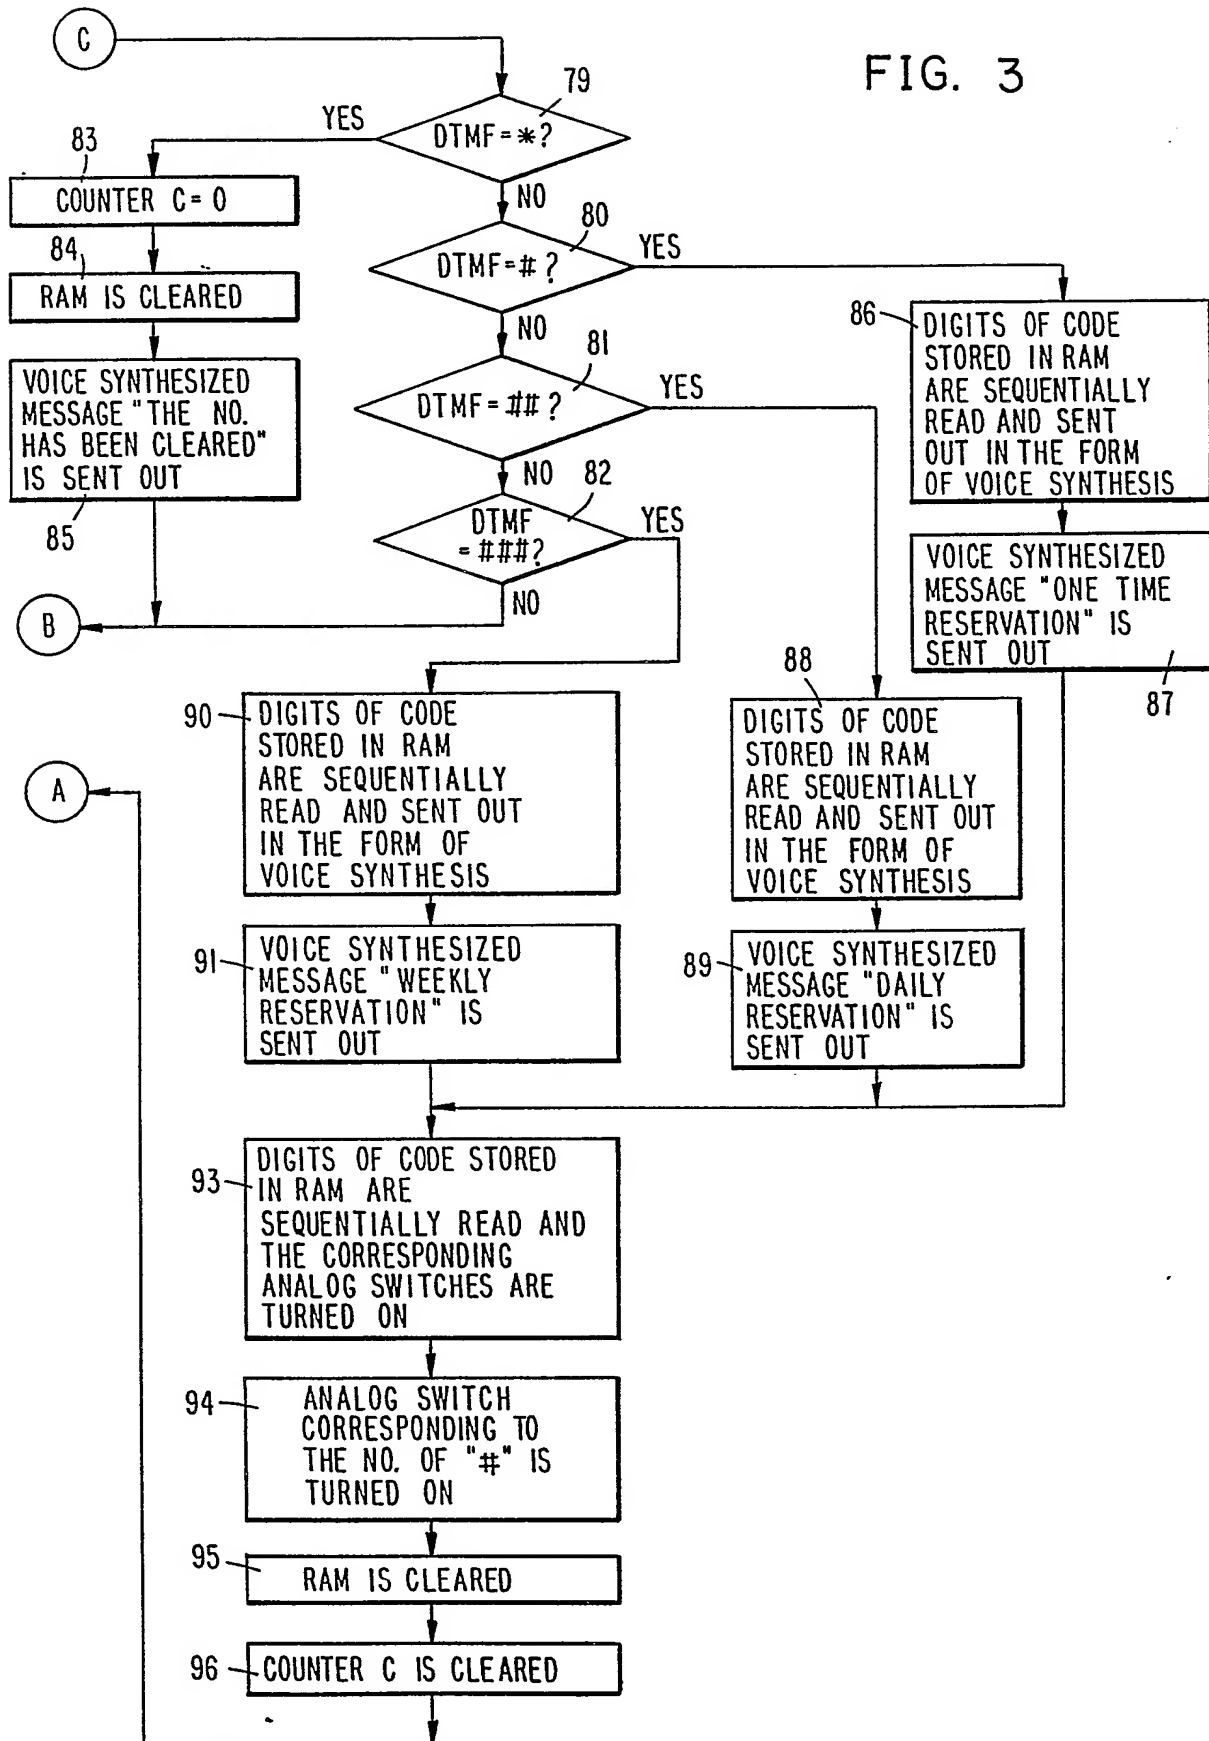 C
FIG. 3
79
DTMF=*?
YES
NO
83
COUNTER C=0
84
RAM IS CLEARED
VOICE SYNTHESIZED
MESSAGE "THE NO.
HAS BEEN CLEARED"
IS SENT OUT
85
80
DTMF=#?
YES
NO
81
DTMF=##?
YES
NO
82
DTMF
=###?
YES
NO
B
86
DIGITS OF CODE
STORED IN RAM
ARE SEQUENTIALLY
READ AND SENT
OUT IN THE FORM
OF VOICE SYNTHESIS
VOICE SYNTHESIZED
MESSAGE "ONE TIME
RESERVATION" IS
SENT OUT
87
88
DIGITS OF CODE
STORED IN RAM
ARE SEQUENTIALLY
READ AND SENT OUT
IN THE FORM OF
VOICE SYNTHESIS
89
VOICE SYNTHESIZED
MESSAGE "DAILY
RESERVATION" IS
SENT OUT
90
DIGITS OF CODE
STORED IN RAM
ARE SEQUENTIALLY
READ AND SENT OUT
IN THE FORM OF
VOICE SYNTHESIS
A
91
VOICE SYNTHESIZED
MESSAGE "WEEKLY
RESERVATION" IS
SENT OUT
93
DIGITS OF CODE STORED
IN RAM ARE
SEQUENTIALLY READ AND
THE CORRESPONDING
ANALOG SWITCHES ARE
TURNED ON
94
ANALOG SWITCH
CORRESPONDING TO
THE NO. OF "#" IS
TURNED ON
95
RAM IS CLEARED
96
COUNTER C IS CLEARED